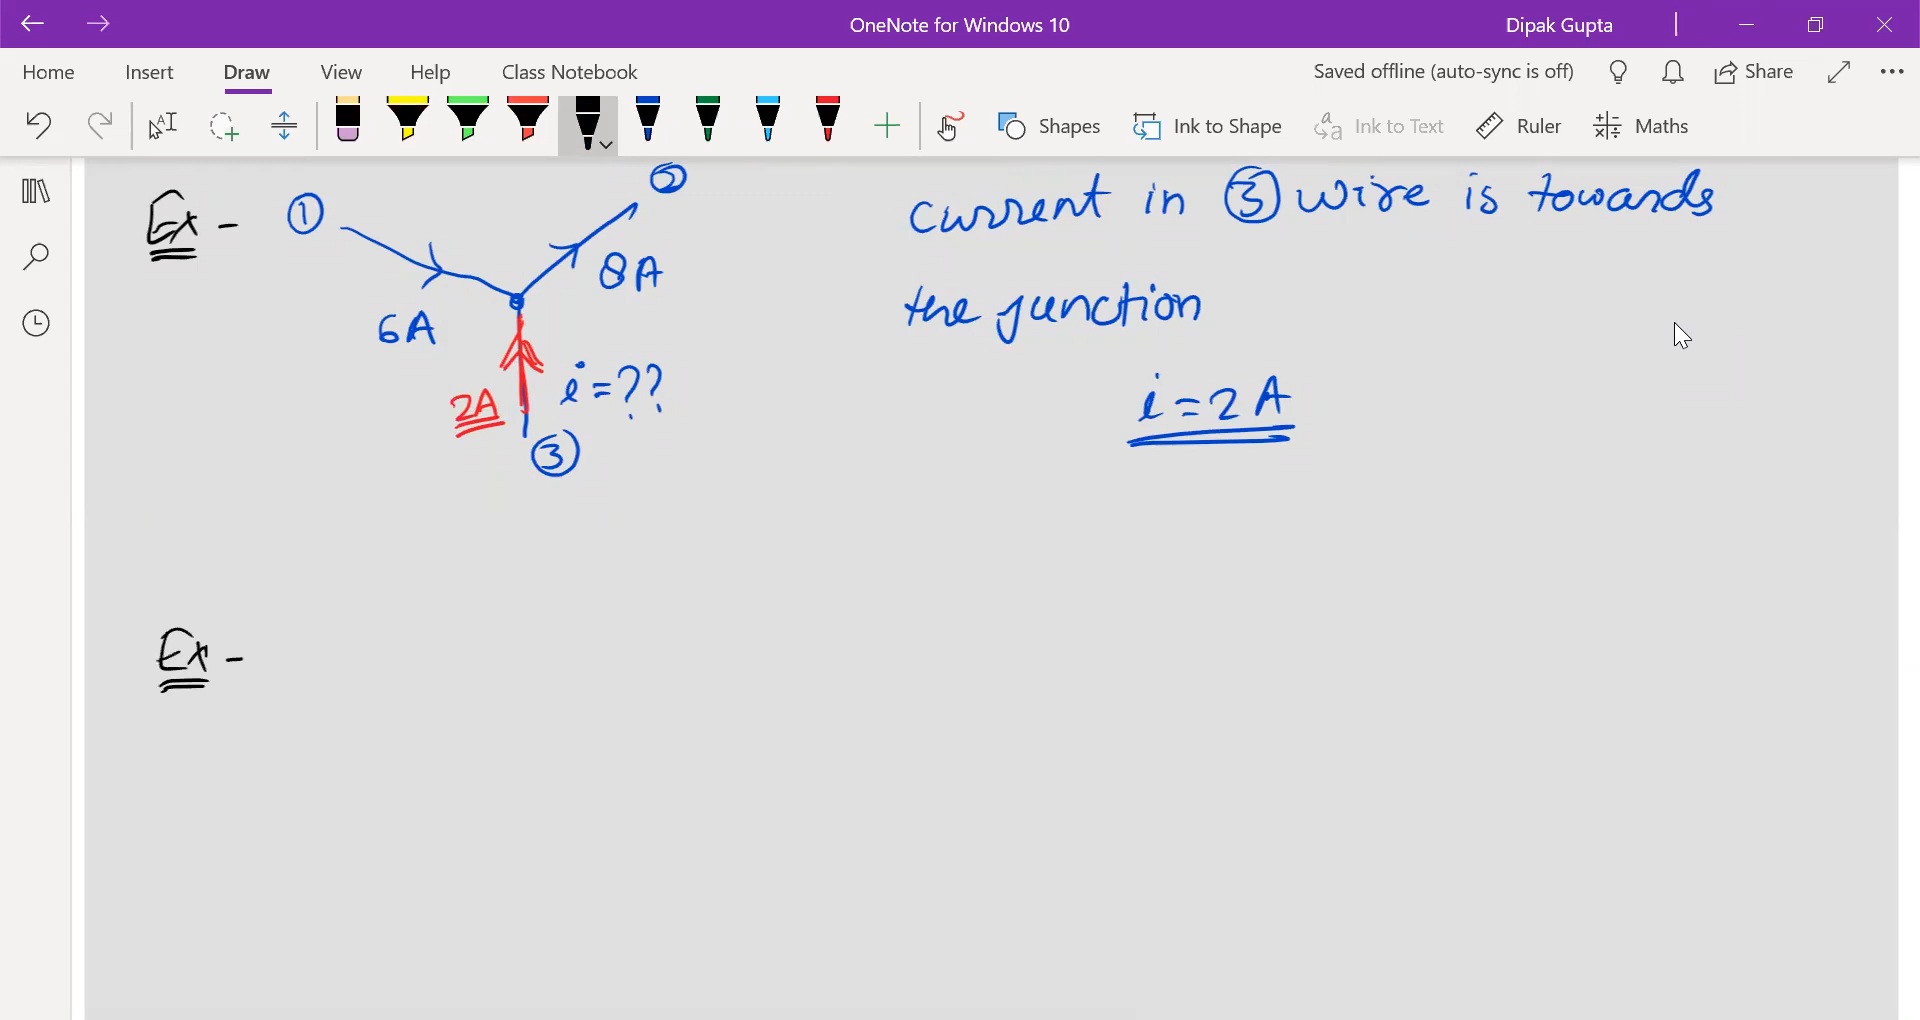 OneNote for Windows 10
Dipak Gupta
Home Insert Draw View Help Class Notebook
Saved offline (auto-sync is off) Share
Shapes Ink to Shape Ink to Text Ruler Maths
Ex - ① ②
6A 8A
2A i = ??
③
Current in ③ wire is towards
the junction
i = 2 A
Ex -